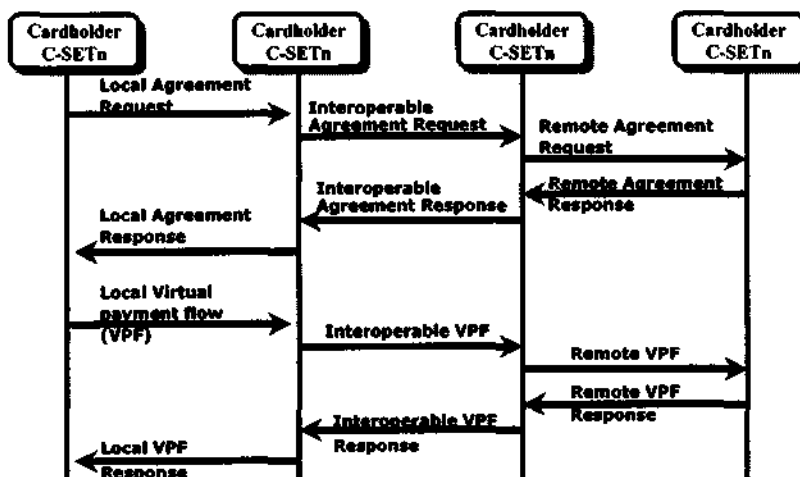 Cardholder
C-SETn
Cardholder
C-SETn
Cardholder
C-SETn
Cardholder
C-SETn
Local Agreement
Request
Interoperable
Agreement Request
Remote Agreement
Request
Remote Agreement
Response
Interoperable
Agreement Response
Local Agreement
Response
Local Virtual
payment flow
(VPF)
Interoperable VPF
Remote VPF
Remote VPF
Response
Interoperable VPF
Response
Local VPF
Response